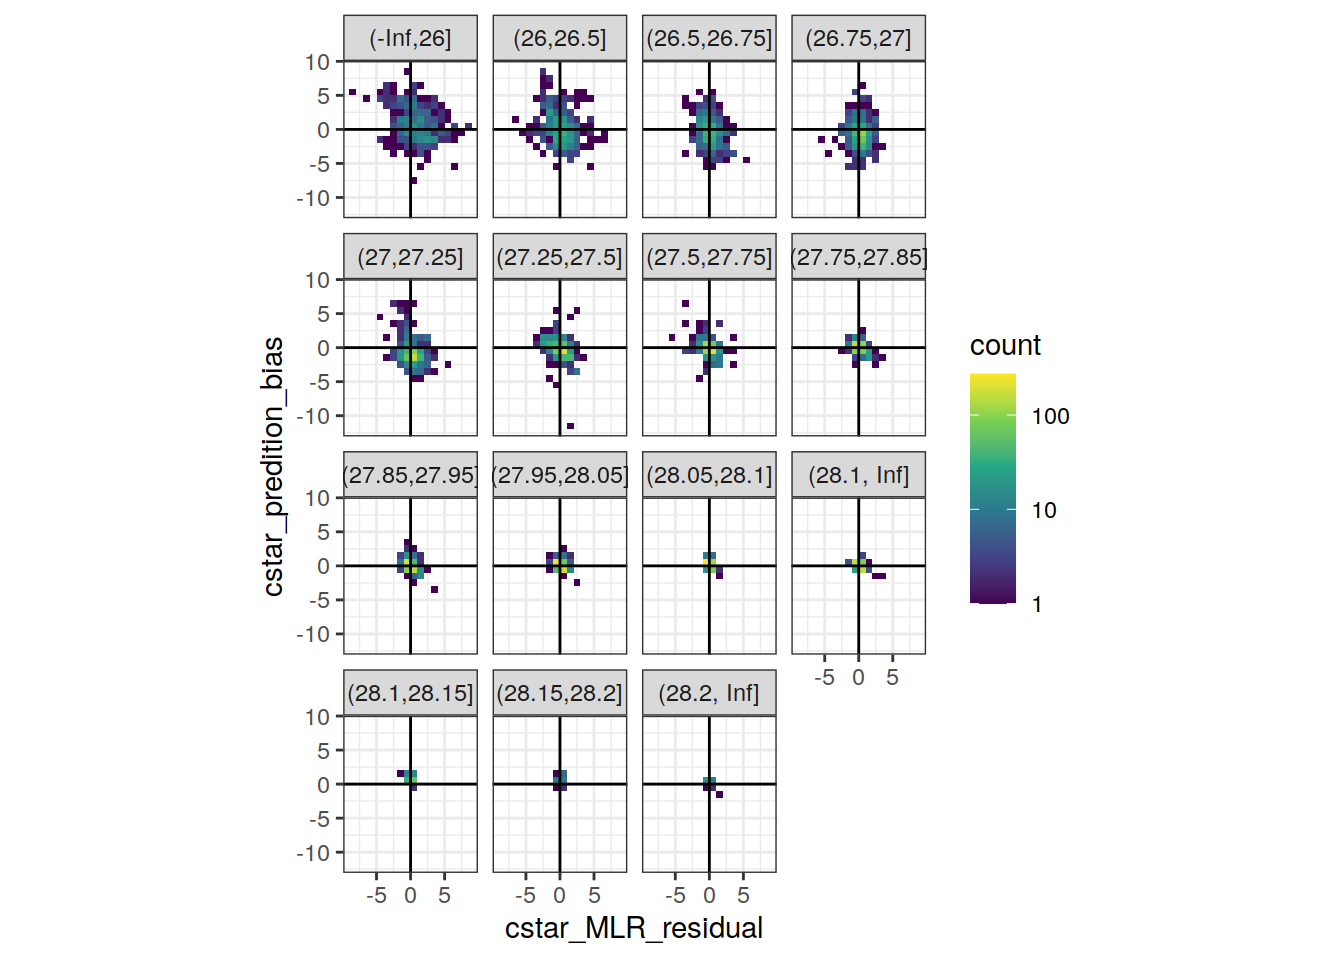 (-Inf,26] (26,26.5] (26.5,26.75] (26.75,27]
10
5
0
-5
-10
(27,27.25] (27.25,27.5] (27.5,27.75] (27.75,27.85]
10
5
0
-5
-10
(27.85,27.95] (27.95,28.05] (28.05,28.1] (28.1, Inf]
10
5
0
-5
-10
-5 0 5
(28.1,28.15] (28.15,28.2] (28.2, Inf]
10
5
0
-5
-10
-5 0 5 -5 0 5 -5 0 5
cstar_MLR_residual
cstar_predition_bias
count
100
10
1